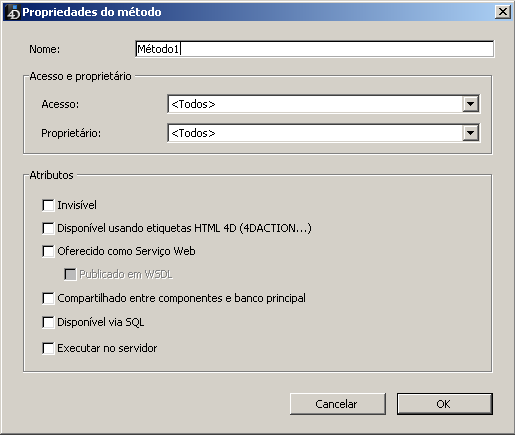 4D Propriedades do método
Nome: Método1
Acesso e proprietário
Acesso: <Todos>
Proprietário: <Todos>
Atributos
Invisível
Disponível usando etiquetas HTML 4D (4DACTION...)
Oferecido como Serviço Web
Publicado em WSDL
Compartilhado entre componentes e banco principal
Disponível via SQL
Executar no servidor
Cancelar OK